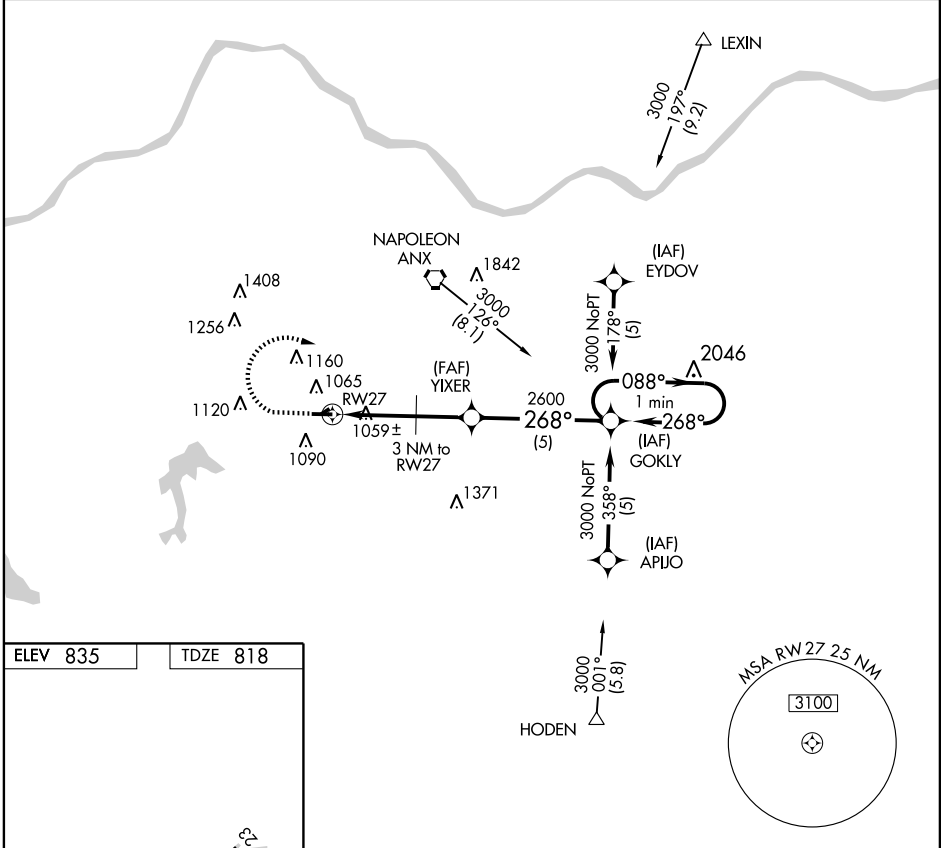 LEXIN
3000
197°
(9.2)
NAPOLEON
ANX
1842
3000
126°
(8.1)
(IAF)
EYDOV
3000 NoPT
178°
(5)
1408
1256
1160
1065
RW27
1120
1059±
1090
3 NM to
RW27
(FAF)
YIXER
2600
268°
(5)
2046
088°
1 min
268°
(IAF)
GOKLY
1371
3000 NoPT
358°
(5)
(IAF)
APIJO
3000
001°
(5.8)
HODEN
ELEV 835
TDZE 818
MSA RW27 25 NM
3100
23